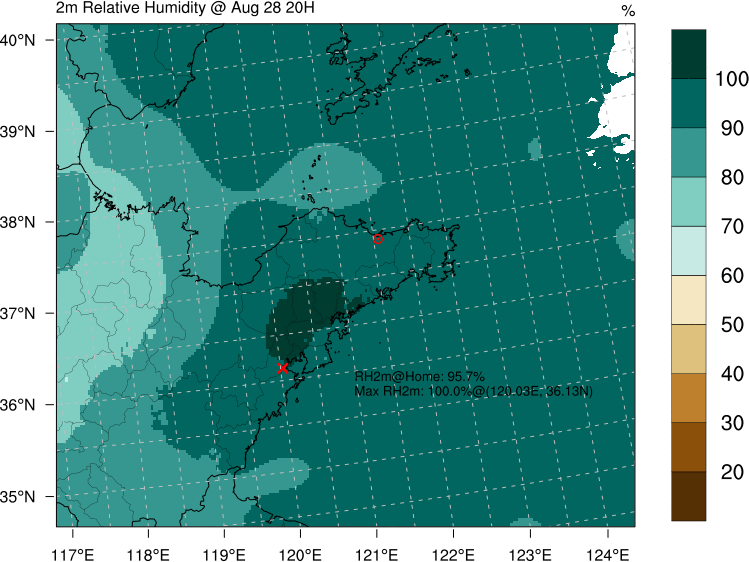 2m Relative Humidity @ Aug 28 20H
%
40°N
39°N
38°N
37°N
36°N
35°N
117°E 118°E 119°E 120°E 121°E 122°E 123°E 124°E
RH2m@Home: 95.7%
Max RH2m: 100.0%@(120.03E, 36.13N)
100
90
80
70
60
50
40
30
20